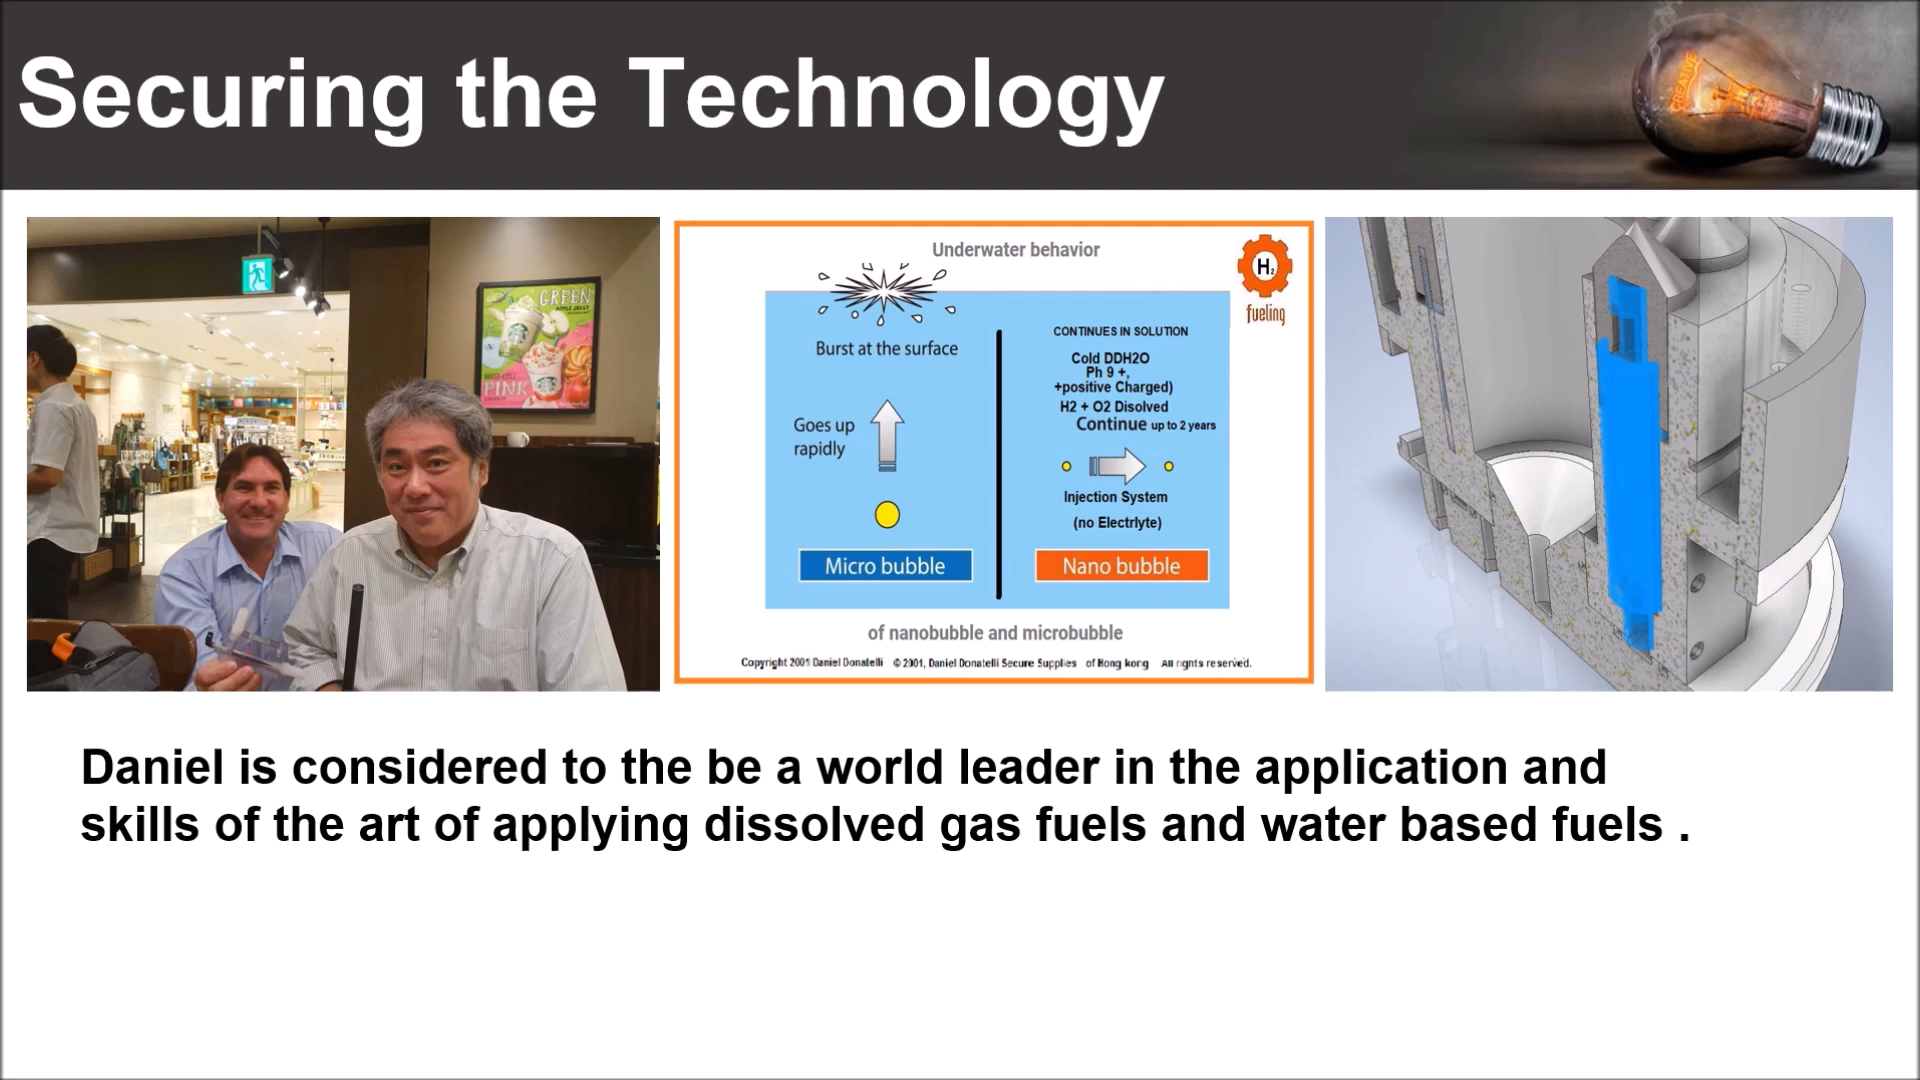 Securing the Technology
CREATIVE
GREEN
APPLE JELLY
PINK
Underwater behavior
H2
fueling
Burst at the surface
Goes up
rapidly
Micro bubble
CONTINUES IN SOLUTION
Cold DDH2O
Ph 9 +,
+positive Charged)
H2 + O2 Disolved
Continue up to 2 years
Injection System
(no Electrlyte)
Nano bubble
of nanobubble and microbubble
Copyright 2001 Daniel Donatelli © 2001, Daniel Donatelli Secure Supplies of Hong kong All rights reserved.
Daniel is considered to the be a world leader in the application and
skills of the art of applying dissolved gas fuels and water based fuels .